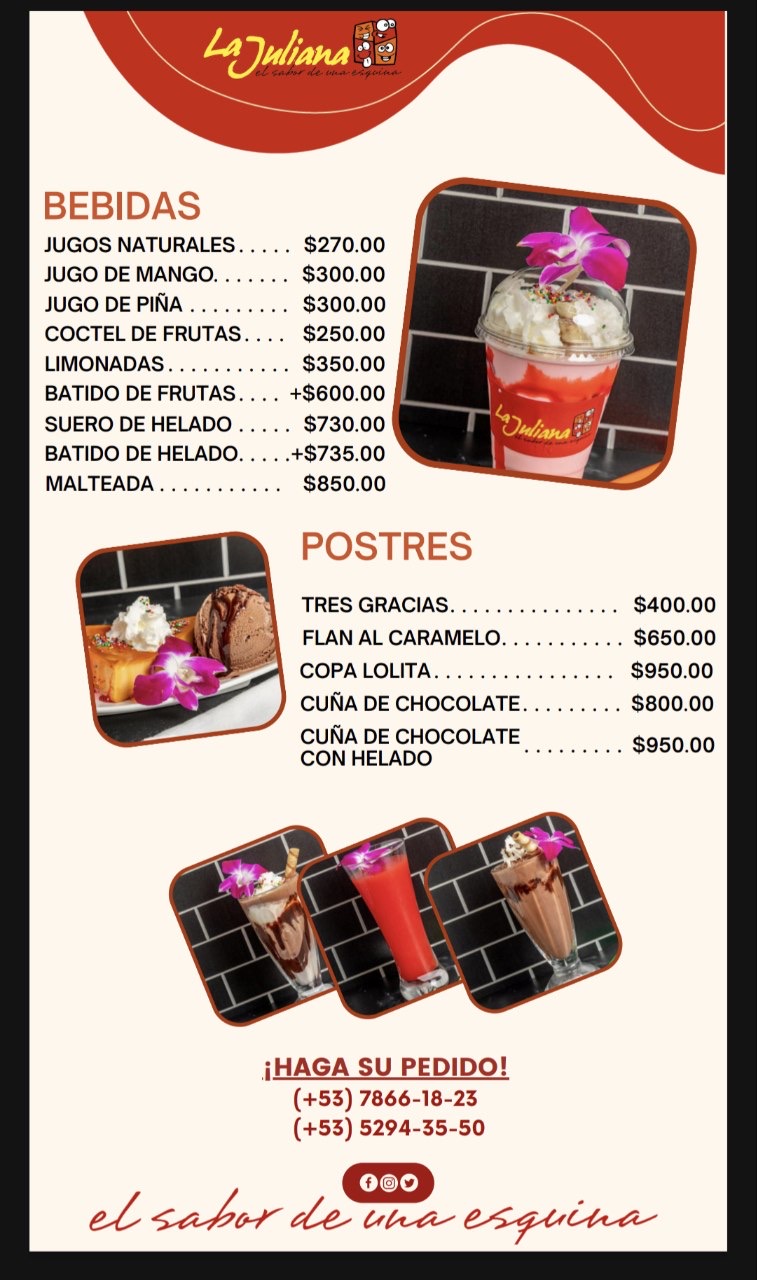 La Juliana
el sabor de una esquina
BEBIDAS
JUGOS NATURALES. . . . . $270.00
JUGO DE MANGO. . . . . . . $300.00
JUGO DE PIÑA . . . . . . . . . $300.00
COCTEL DE FRUTAS. . . . $250.00
LIMONADAS. . . . . . . . . . . $350.00
BATIDO DE FRUTAS. . . . +$600.00
SUERO DE HELADO . . . . . $730.00
BATIDO DE HELADO. . . . .+$735.00
MALTEADA . . . . . . . . . . . $850.00
La Juliana
POSTRES
TRES GRACIAS. . . . . . . . . . . . . . . $400.00
FLAN AL CARAMELO. . . . . . . . . . . $650.00
COPA LOLITA. . . . . . . . . . . . . . . . $950.00
CUÑA DE CHOCOLATE. . . . . . . . . $800.00
CUÑA DE CHOCOLATE
CON HELADO . . . . . . . . . $950.00
¡HAGA SU PEDIDO!
(+53) 7866-18-23
(+53) 5294-35-50
el sabor de una esquina